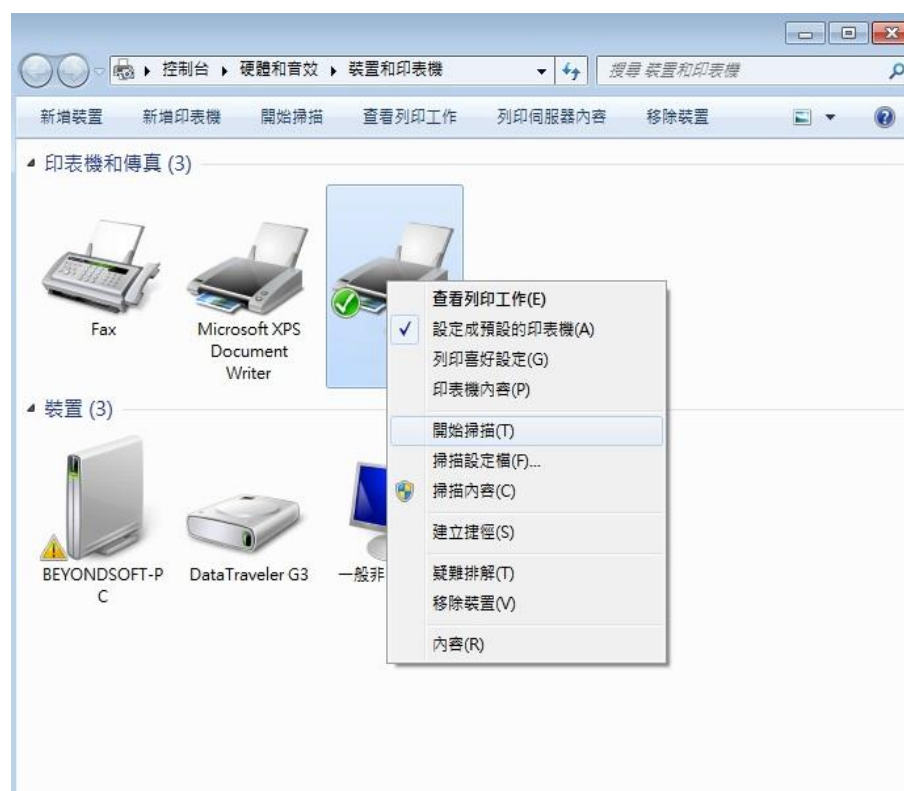 控制台 ▸ 硬體和音效 ▸ 裝置和印表機
搜尋 裝置和印表機
新增裝置 新增印表機 開始掃描 查看列印工作 列印伺服器內容 移除裝置
印表機和傳真 (3)
Fax
Microsoft XPS
Document
Writer
查看列印工作(E)
設定成預設的印表機(A)
列印喜好設定(G)
印表機內容(P)
開始掃描(T)
掃描設定檔(F)...
掃描內容(C)
建立捷徑(S)
疑難排解(T)
移除裝置(V)
內容(R)
裝置 (3)
BEYONDSOFT-P
C
DataTraveler G3
一般非